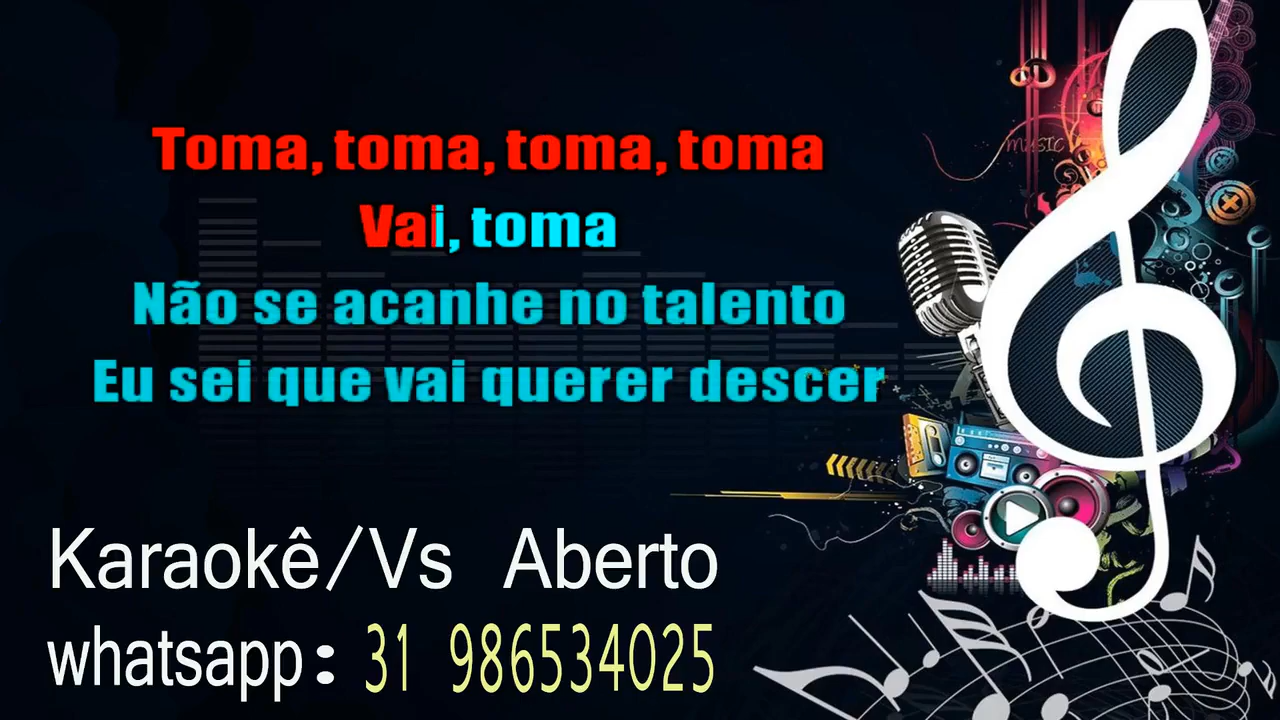 Toma, toma, toma, toma
Vai, toma
Não se acanhe no talento
Eu sei que vai querer descer
MUSIC
Karaokê/Vs Aberto
whatsapp: 31 986534025